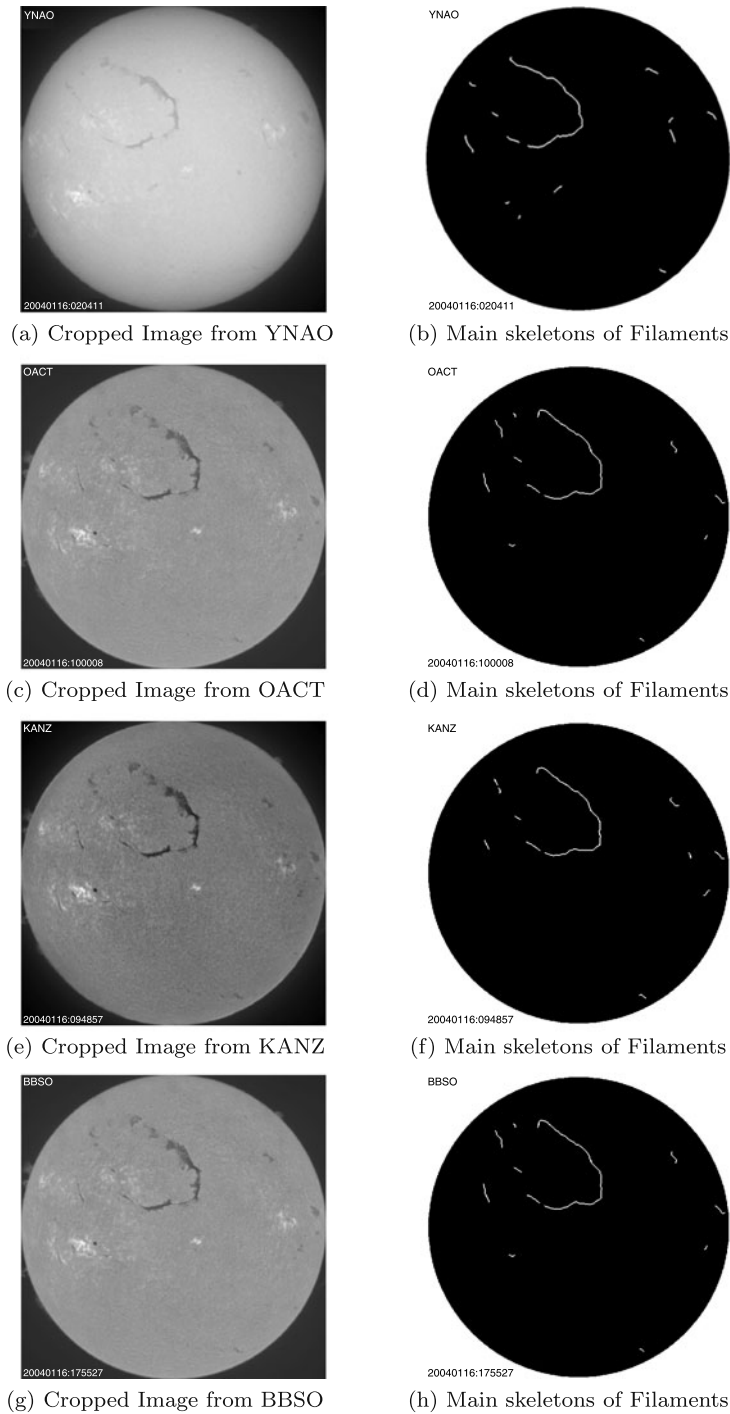 YNAO
YNAO
20040116:020411
20040116:020411
(a) Cropped Image from YNAO
(b) Main skeletons of Filaments
OACT
OACT
20040116:100008
20040116:100008
(c) Cropped Image from OACT
(d) Main skeletons of Filaments
KANZ
KANZ
20040116:094857
20040116:094857
(e) Cropped Image from KANZ
(f) Main skeletons of Filaments
BBSO
BBSO
20040116:175527
20040116:175527
(g) Cropped Image from BBSO
(h) Main skeletons of Filaments